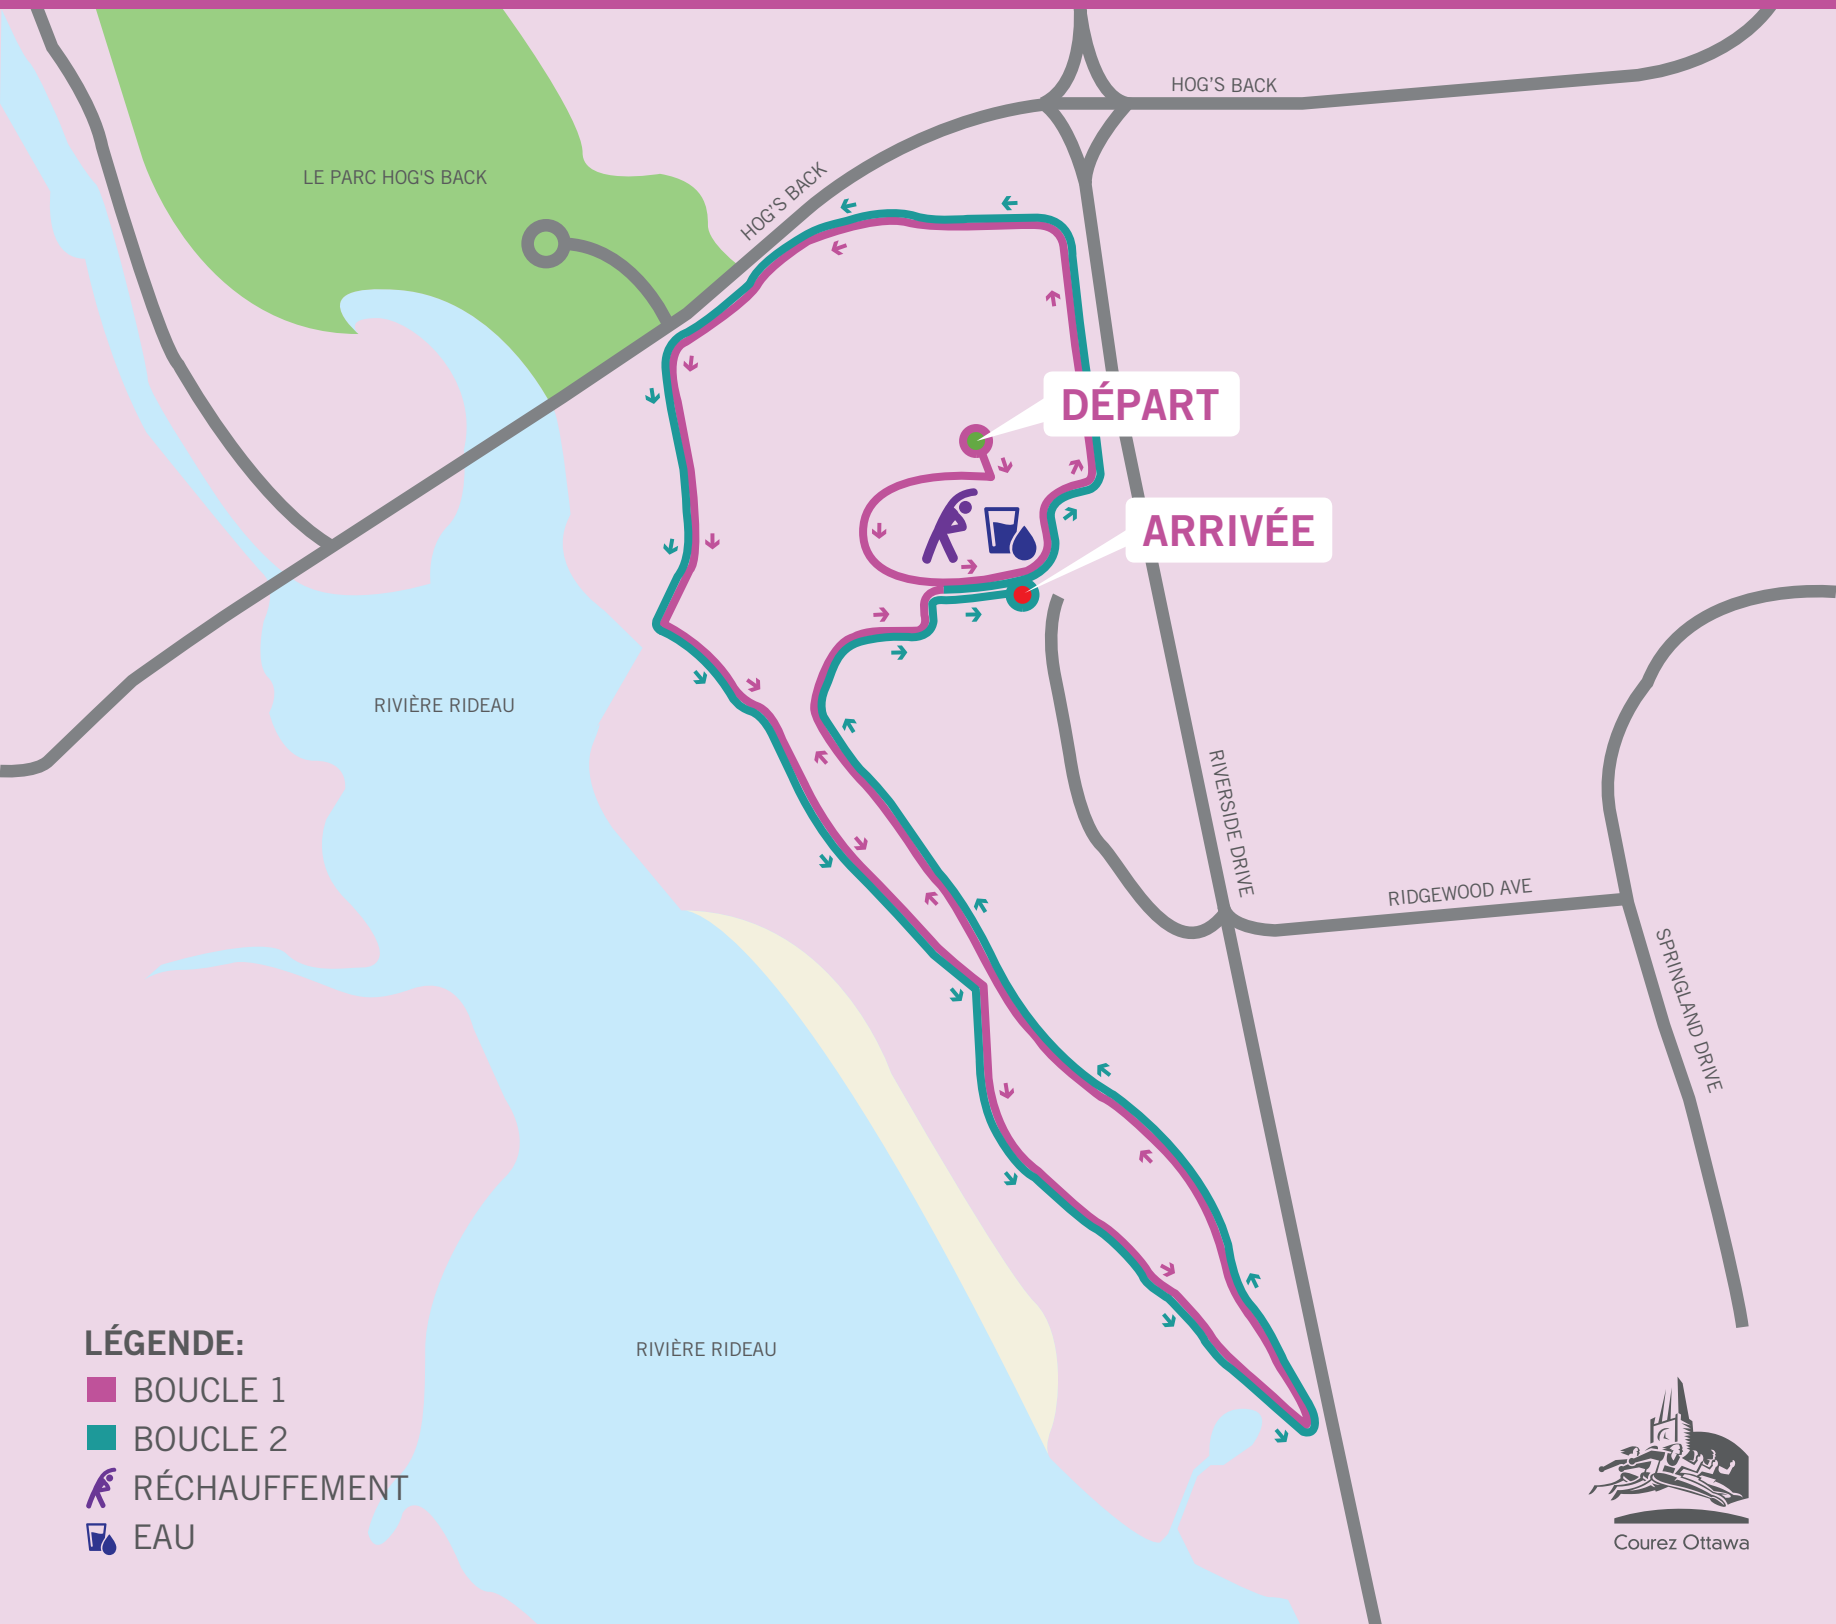 HOG'S BACK
LE PARC HOG'S BACK
HOG'S BACK
DÉPART
ARRIVÉE
RIVIÈRE RIDEAU
RIVERSIDE DRIVE
RIDGEWOOD AVE
SPRINGLAND DRIVE
RIVIÈRE RIDEAU
LÉGENDE:
BOUCLE 1
BOUCLE 2
RÉCHAUFFEMENT
EAU
Courez Ottawa